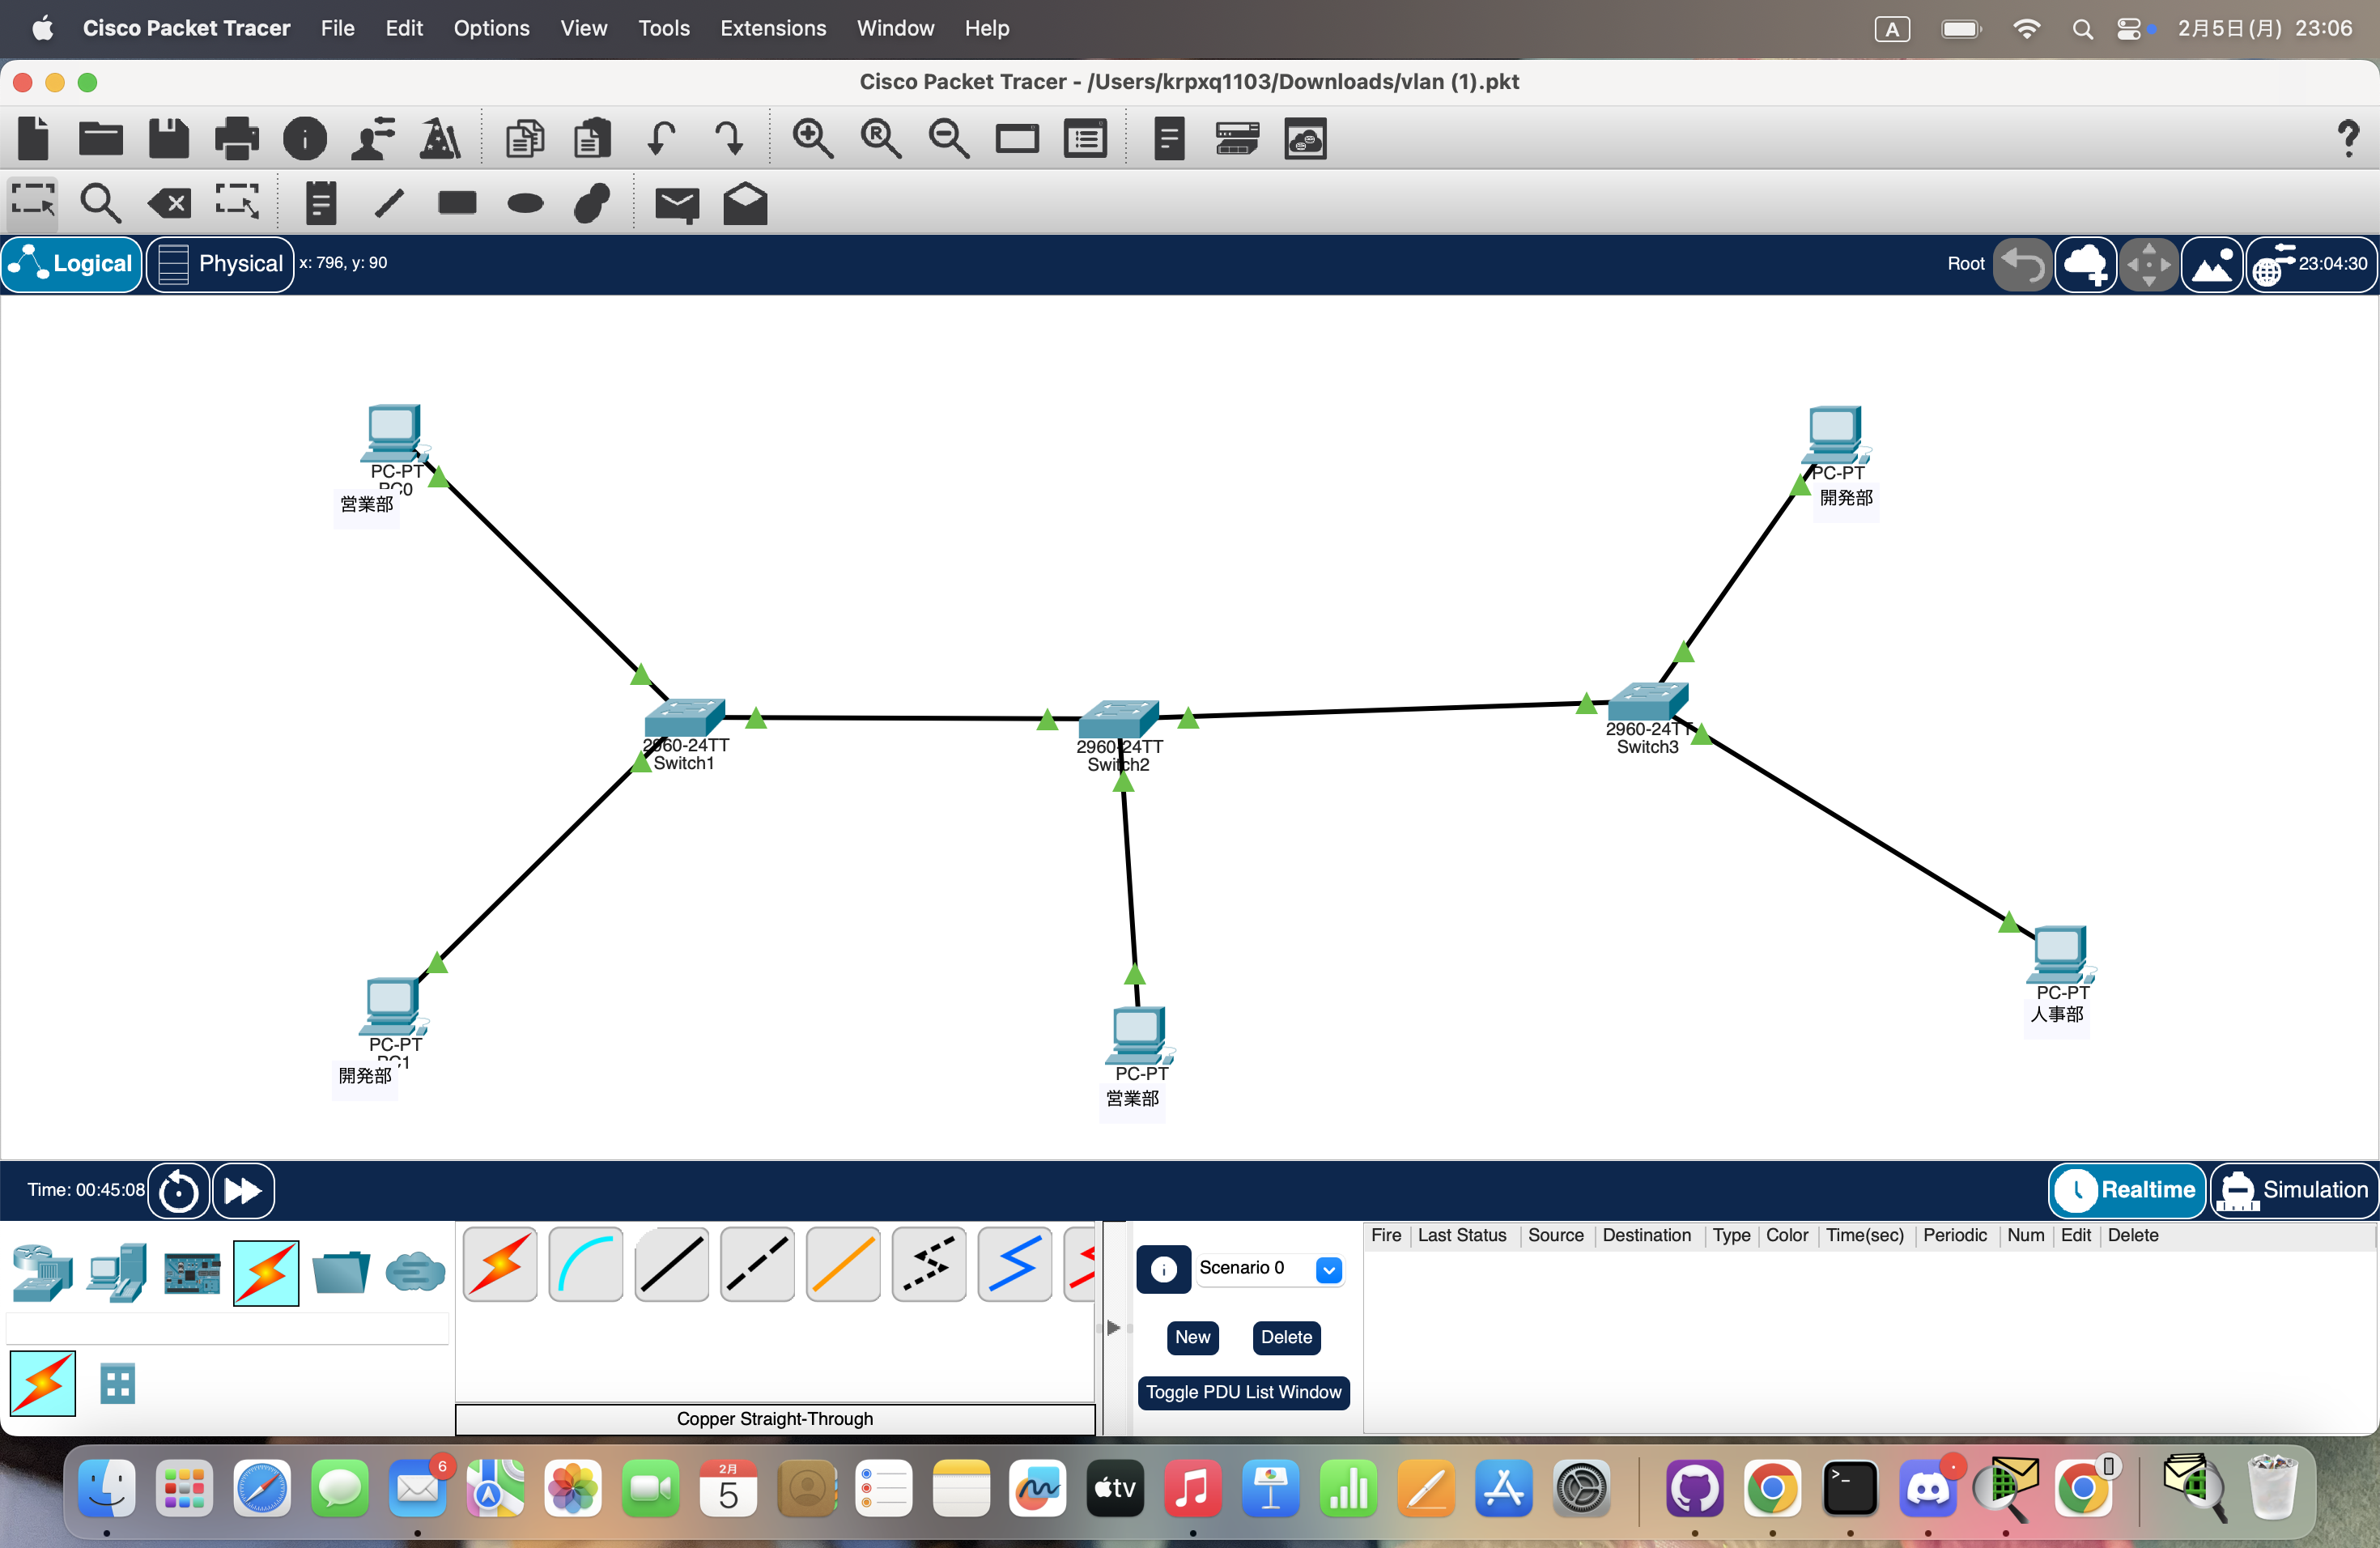 Cisco Packet Tracer File Edit Options View Tools Extensions Window Help A 2月5日(月) 23:06
Cisco Packet Tracer - /Users/krpxq1103/Downloads/vlan (1).pkt
Logical Physical x: 796, y: 90 Root 23:04:30
PC-PT
PC0
営業部
PC-PT
開発部
2960-24TT
Switch1
2960-24TT
Switch2
2960-24TT
Switch3
PC-PT
PC1
開発部
PC-PT
営業部
PC-PT
人事部
Time: 00:45:08 Realtime Simulation
Fire Last Status Source Destination Type Color Time(sec) Periodic Num Edit Delete
Scenario 0
New Delete
Toggle PDU List Window
Copper Straight-Through
6
2月
5
tv